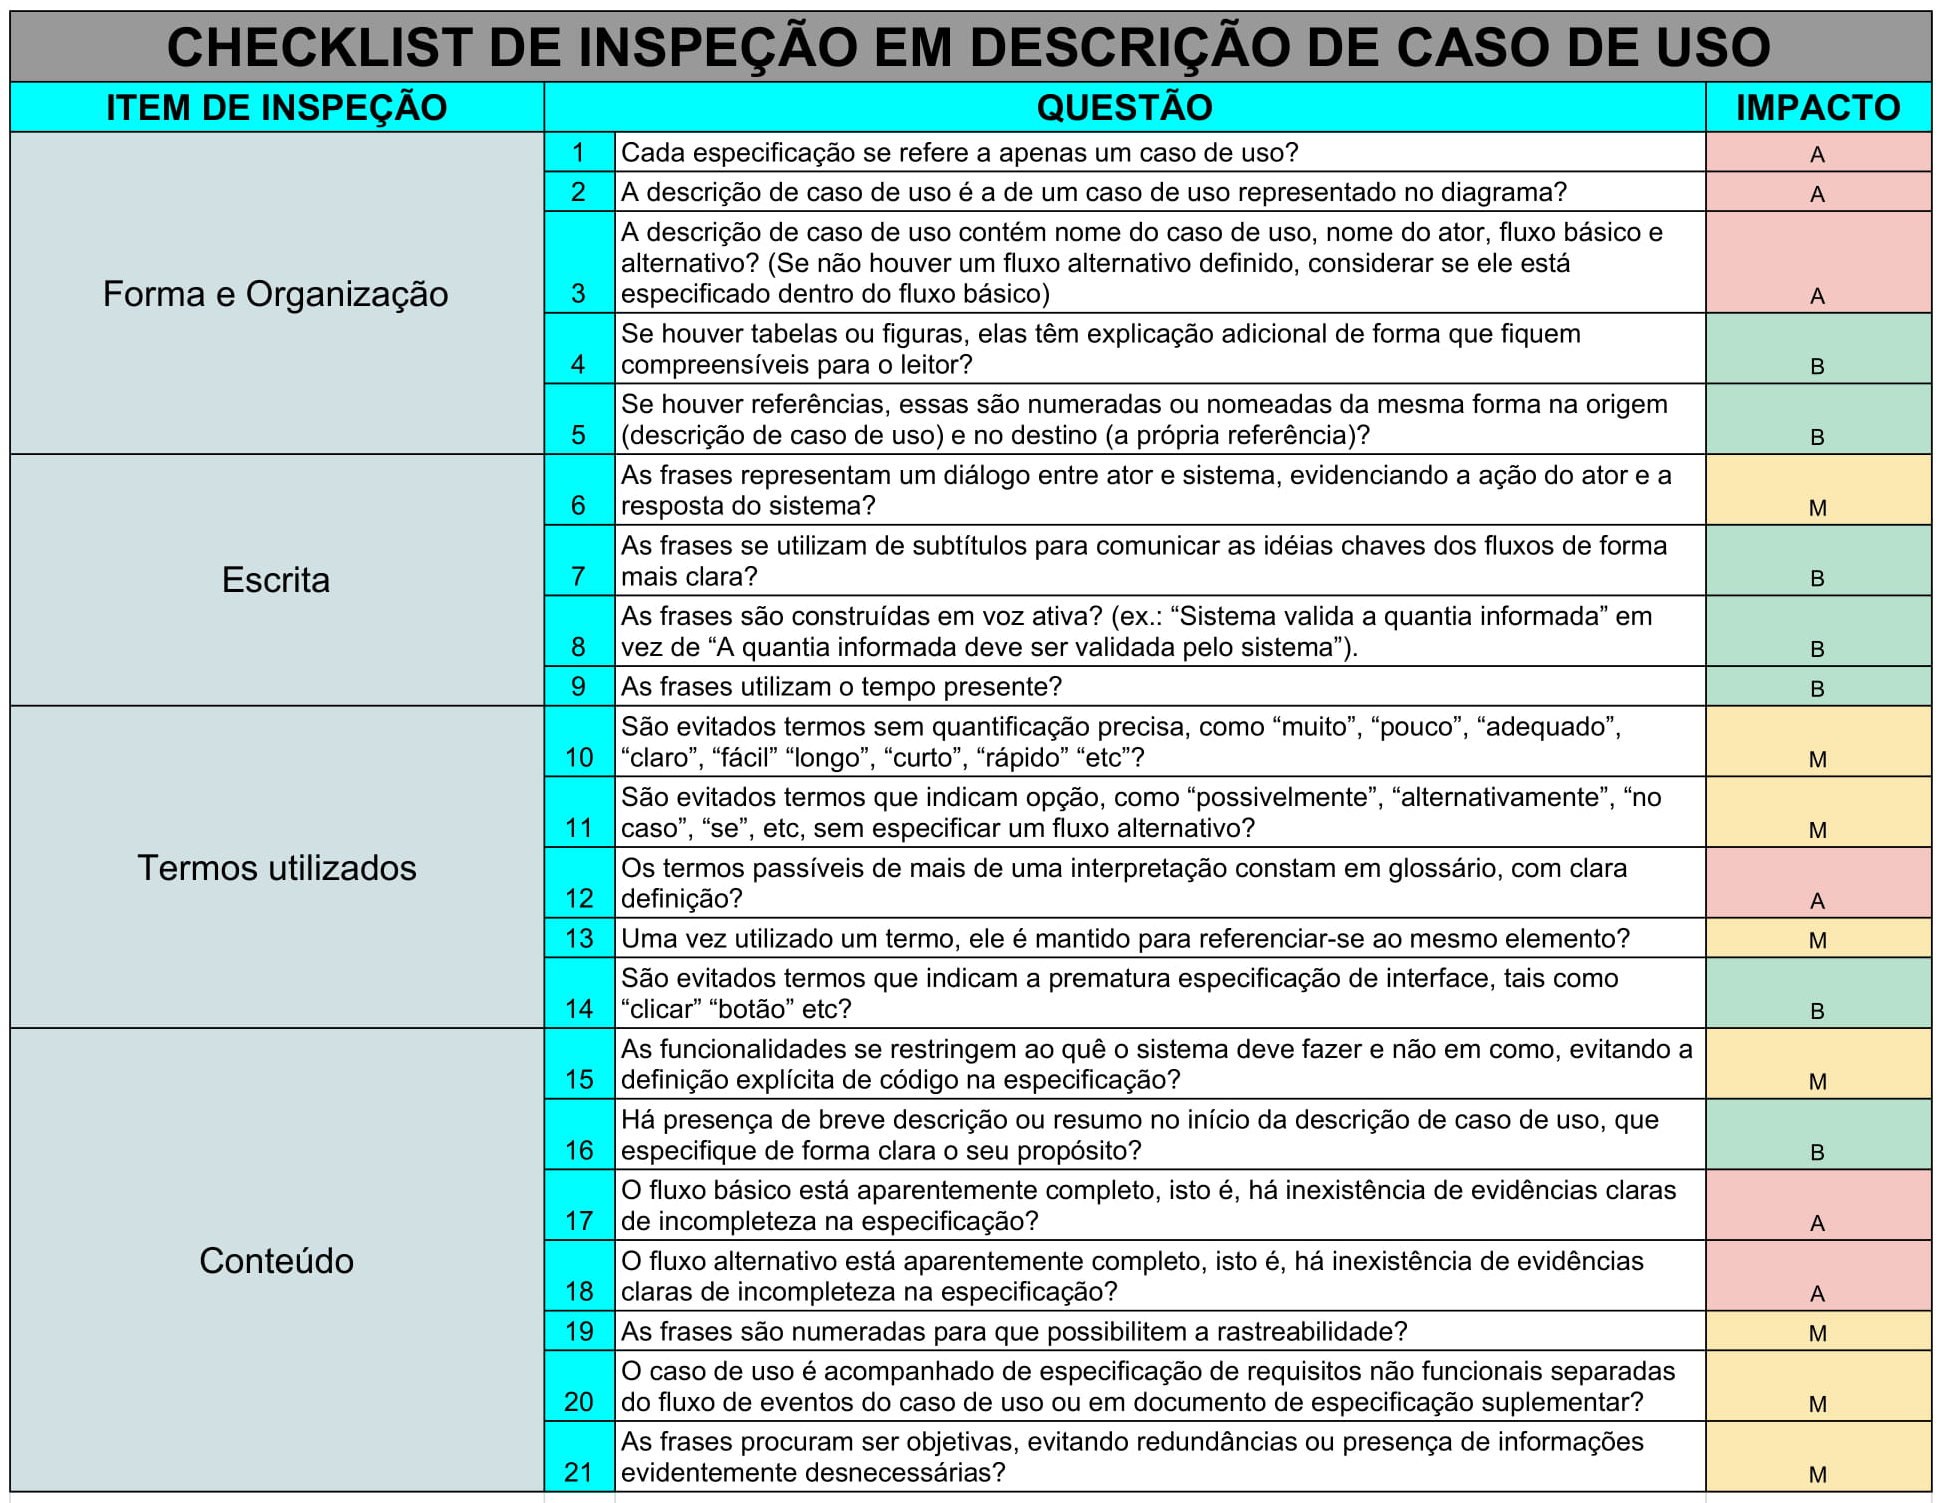 CHECKLIST DE INSPEÇÃO EM DESCRIÇÃO DE CASO DE USO
ITEM DE INSPEÇÃO QUESTÃO IMPACTO
Forma e Organização
1 Cada especificação se refere a apenas um caso de uso? A
2 A descrição de caso de uso é a de um caso de uso representado no diagrama? A
A descrição de caso de uso contém nome do caso de uso, nome do ator, fluxo básico e
alternativo? (Se não houver um fluxo alternativo definido, considerar se ele está
3 especificado dentro do fluxo básico) A
Se houver tabelas ou figuras, elas têm explicação adicional de forma que fiquem
4 compreensíveis para o leitor? B
Se houver referências, essas são numeradas ou nomeadas da mesma forma na origem
5 (descrição de caso de uso) e no destino (a própria referência)? B
Escrita
As frases representam um diálogo entre ator e sistema, evidenciando a ação do ator e a
6 resposta do sistema? M
As frases se utilizam de subtítulos para comunicar as idéias chaves dos fluxos de forma
7 mais clara? B
As frases são construídas em voz ativa? (ex.: “Sistema valida a quantia informada” em
8 vez de “A quantia informada deve ser validada pelo sistema”). B
9 As frases utilizam o tempo presente? B
Termos utilizados
São evitados termos sem quantificação precisa, como “muito”, “pouco”, “adequado”,
10 “claro”, “fácil” “longo”, “curto”, “rápido” “etc”? M
São evitados termos que indicam opção, como “possivelmente”, “alternativamente”, “no
11 caso”, “se”, etc, sem especificar um fluxo alternativo? M
Os termos passíveis de mais de uma interpretação constam em glossário, com clara
12 definição? A
13 Uma vez utilizado um termo, ele é mantido para referenciar-se ao mesmo elemento? M
São evitados termos que indicam a prematura especificação de interface, tais como
14 “clicar” “botão” etc? B
Conteúdo
As funcionalidades se restringem ao quê o sistema deve fazer e não em como, evitando a
15 definição explícita de código na especificação? M
Há presença de breve descrição ou resumo no início da descrição de caso de uso, que
16 especifique de forma clara o seu propósito? B
O fluxo básico está aparentemente completo, isto é, há inexistência de evidências claras
17 de incompleteza na especificação? A
O fluxo alternativo está aparentemente completo, isto é, há inexistência de evidências
18 claras de incompleteza na especificação? A
19 As frases são numeradas para que possibilitem a rastreabilidade? M
O caso de uso é acompanhado de especificação de requisitos não funcionais separadas
20 do fluxo de eventos do caso de uso ou em documento de especificação suplementar? M
As frases procuram ser objetivas, evitando redundâncias ou presença de informações
21 evidentemente desnecessárias? M